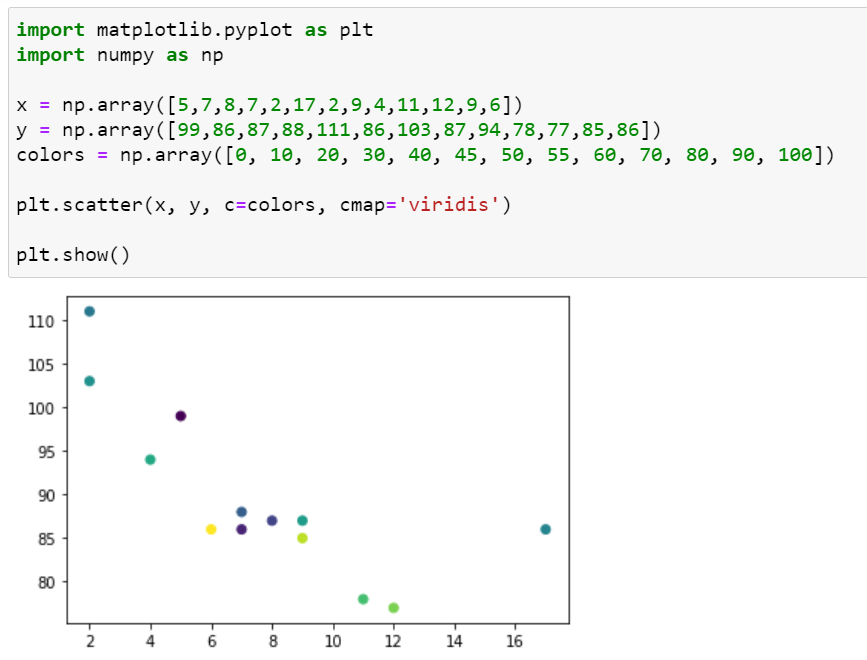 import matplotlib.pyplot as plt
import numpy as np
x = np.array([5,7,8,7,2,17,2,9,4,11,12,9,6])
y = np.array([99,86,87,88,111,86,103,87,94,78,77,85,86])
colors = np.array([0, 10, 20, 30, 40, 45, 50, 55, 60, 70, 80, 90, 100])
plt.scatter(x, y, c=colors, cmap='viridis')
plt.show()
110
105
100
95
90
85
80
2 4 6 8 10 12 14 16